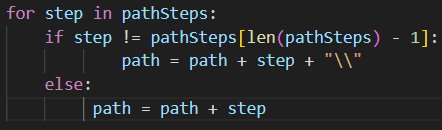 for step in pathSteps:
    if step != pathSteps[len(pathSteps) - 1]:
            path = path + step + "\\"
    else:
         path = path + step